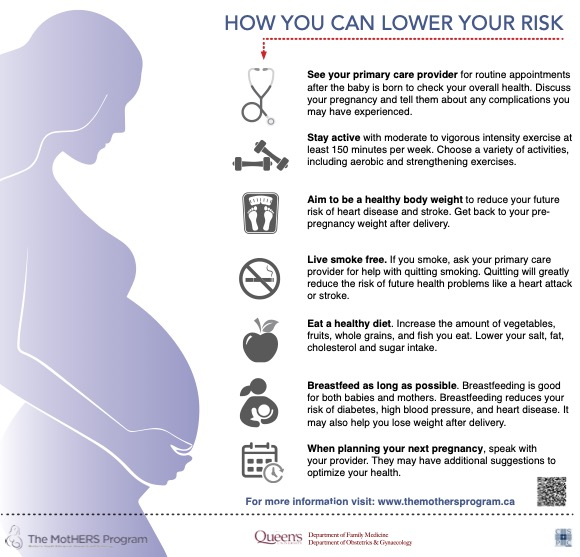 HOW YOU CAN LOWER YOUR RISK
See your primary care provider for routine appointments
after the baby is born to check your overall health. Discuss
your pregnancy and tell them about any complications you
may have experienced.
Stay active with moderate to vigorous intensity exercise at
least 150 minutes per week. Choose a variety of activities,
including aerobic and strengthening exercises.
Aim to be a healthy body weight to reduce your future
risk of heart disease and stroke. Get back to your pre-
pregnancy weight after delivery.
Live smoke free. If you smoke, ask your primary care
provider for help with quitting smoking. Quitting will greatly
reduce the risk of future health problems like a heart attack
or stroke.
Eat a healthy diet. Increase the amount of vegetables,
fruits, whole grains, and fish you eat. Lower your salt, fat,
cholesterol and sugar intake.
Breastfeed as long as possible. Breastfeeding is good
for both babies and mothers. Breastfeeding reduces your
risk of diabetes, high blood pressure, and heart disease. It
may also help you lose weight after delivery.
When planning your next pregnancy, speak with
your provider. They may have additional suggestions to
optimize your health.
For more information visit: www.themothersprogram.ca
The MotHERS Program
Queen's
Department of Family Medicine
Department of Obstetrics & Gynaecology